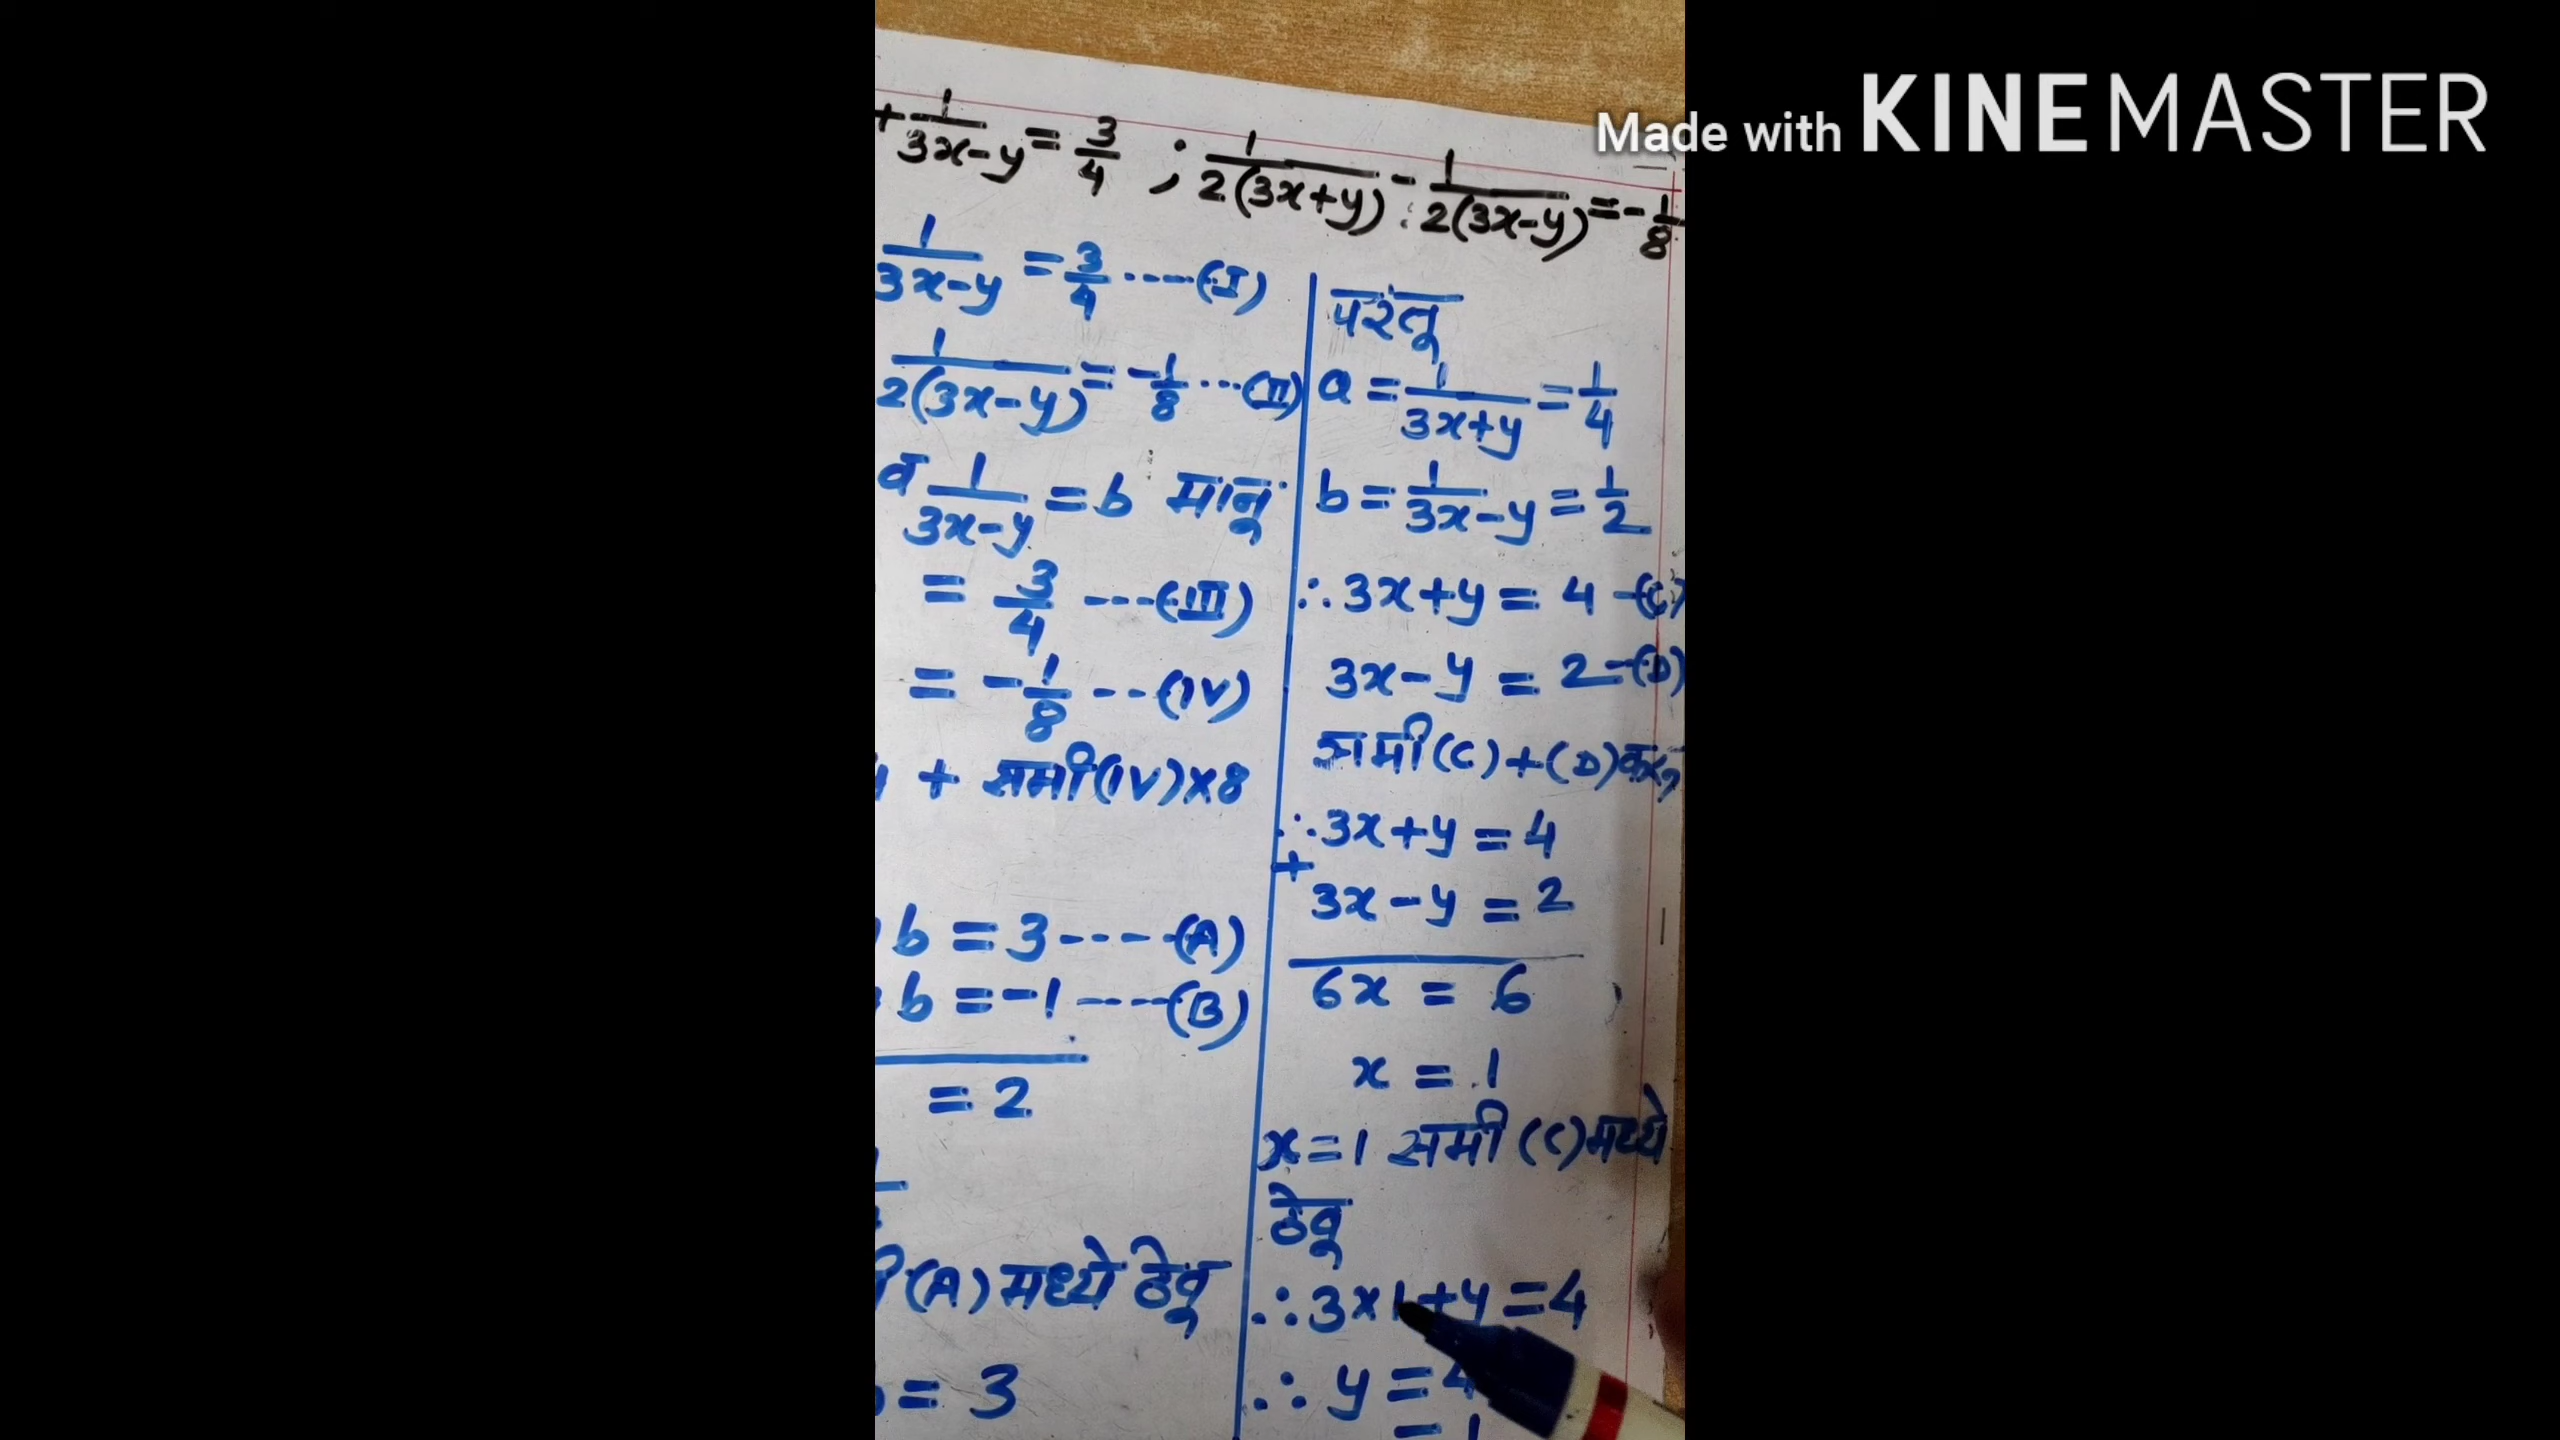 Made with KINEMASTER
+ 1/(3x-y) = 3/4 ; 1/(2(3x+y)) - 1/(2(3x-y)) = -1/8
1/(3x-y) = 3/4 ----(I)
1/(2(3x-y)) = -1/8 ---(II)
व 1/(3x-y) = b मानू
= 3/4 ---(III)
= -1/8 --(IV)
+ समी(IV)×8
b = 3----(A)
b = -1----(B)
= 2
(A) मध्ये ठेवू
= 3
परंतू
a = 1/(3x+y) = 1/4
b = 1/(3x-y) = 1/2
∴ 3x+y = 4 -(C)
3x-y = 2 -(D)
समी(C)+(D)
∴ 3x+y = 4
+
3x-y = 2
6x = 6
x = 1
x=1 समी (C) मध्ये
ठेवू
∴ 3×1+y=4
∴ y = 4
= 1